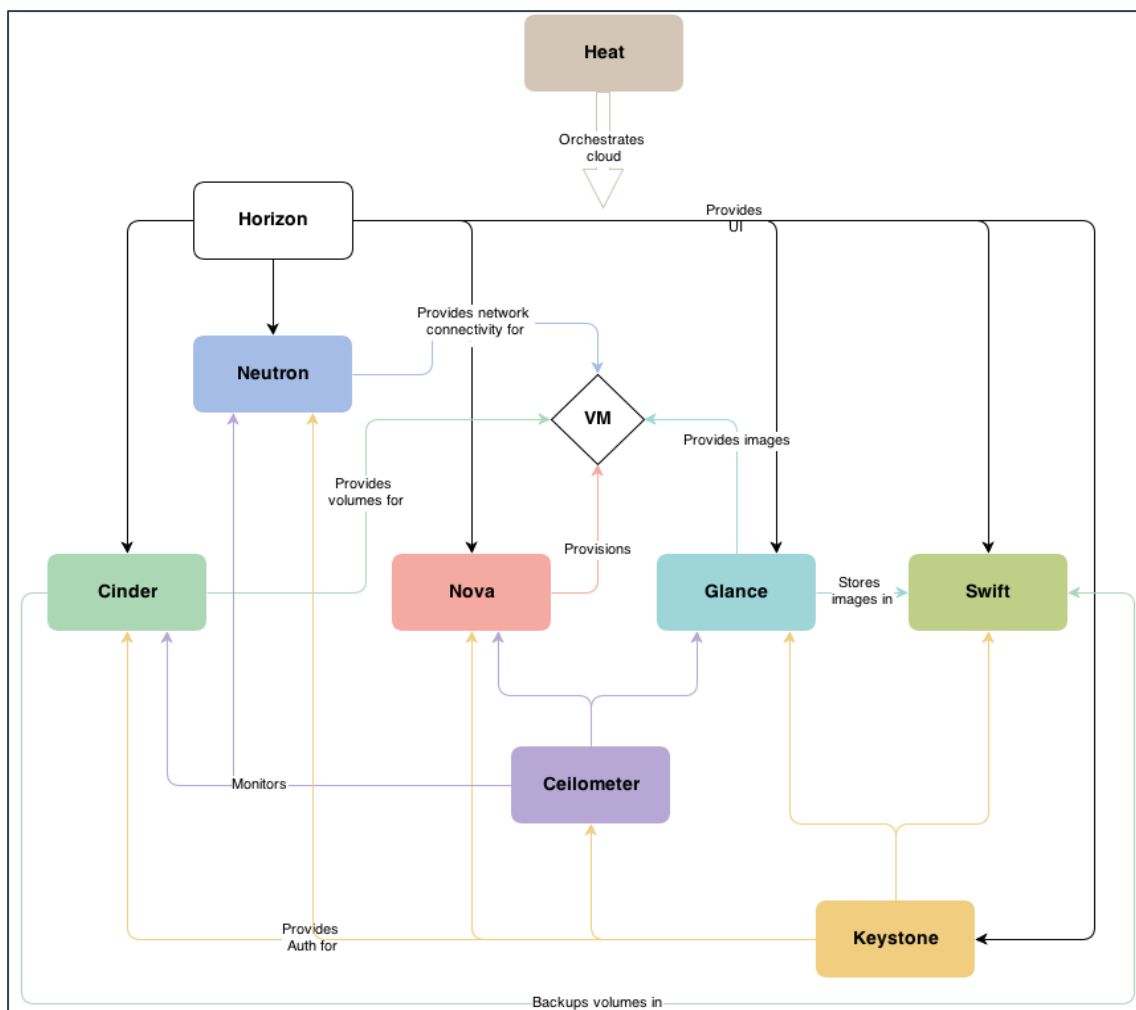 Heat
Orchestrates
cloud
Horizon
Provides
UI
Provides network
connectivity for
Neutron
VM
Provides images
Provides
volumes for
Provisions
Cinder
Nova
Glance
Stores
images in
Swift
Ceilometer
Monitors
Keystone
Provides
Auth for
Backups volumes in